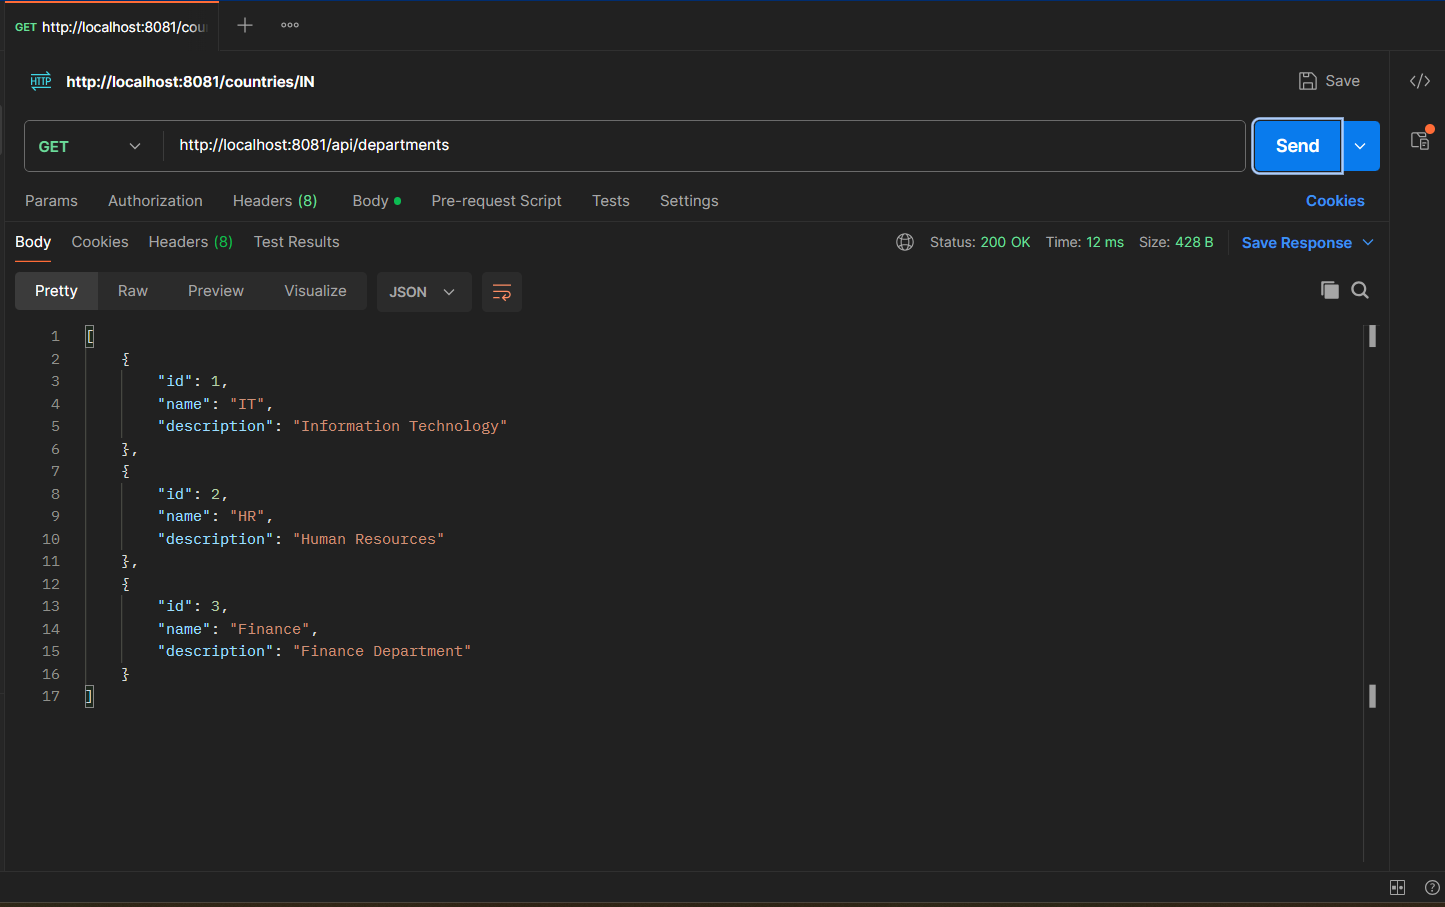 GET http://localhost:8081/cou
HTTP http://localhost:8081/countries/IN
Save
GET http://localhost:8081/api/departments
Send
Params Authorization Headers (8) Body Pre-request Script Tests Settings Cookies
Body Cookies Headers (8) Test Results Status: 200 OK Time: 12 ms Size: 428 B Save Response
Pretty Raw Preview Visualize JSON
1 [
2 {
3 "id": 1,
4 "name": "IT",
5 "description": "Information Technology"
6 },
7 {
8 "id": 2,
9 "name": "HR",
10 "description": "Human Resources"
11 },
12 {
13 "id": 3,
14 "name": "Finance",
15 "description": "Finance Department"
16 }
17 ]